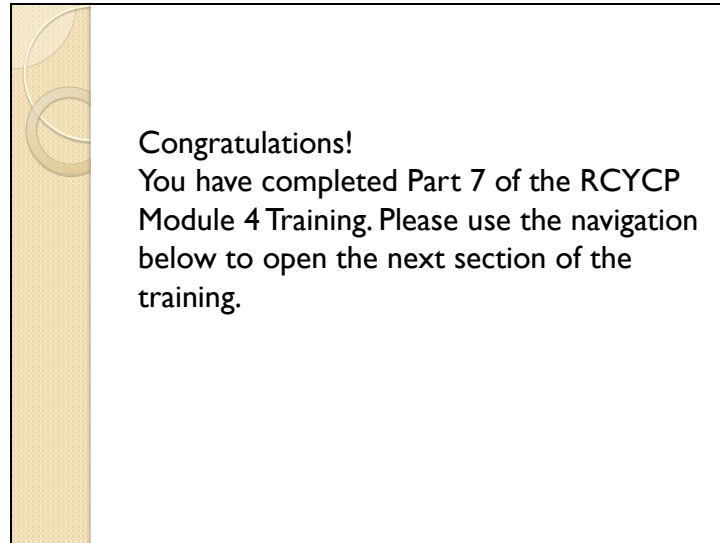 Congratulations!
You have completed Part 7 of the RCYCP
Module 4 Training. Please use the navigation
below to open the next section of the
training.